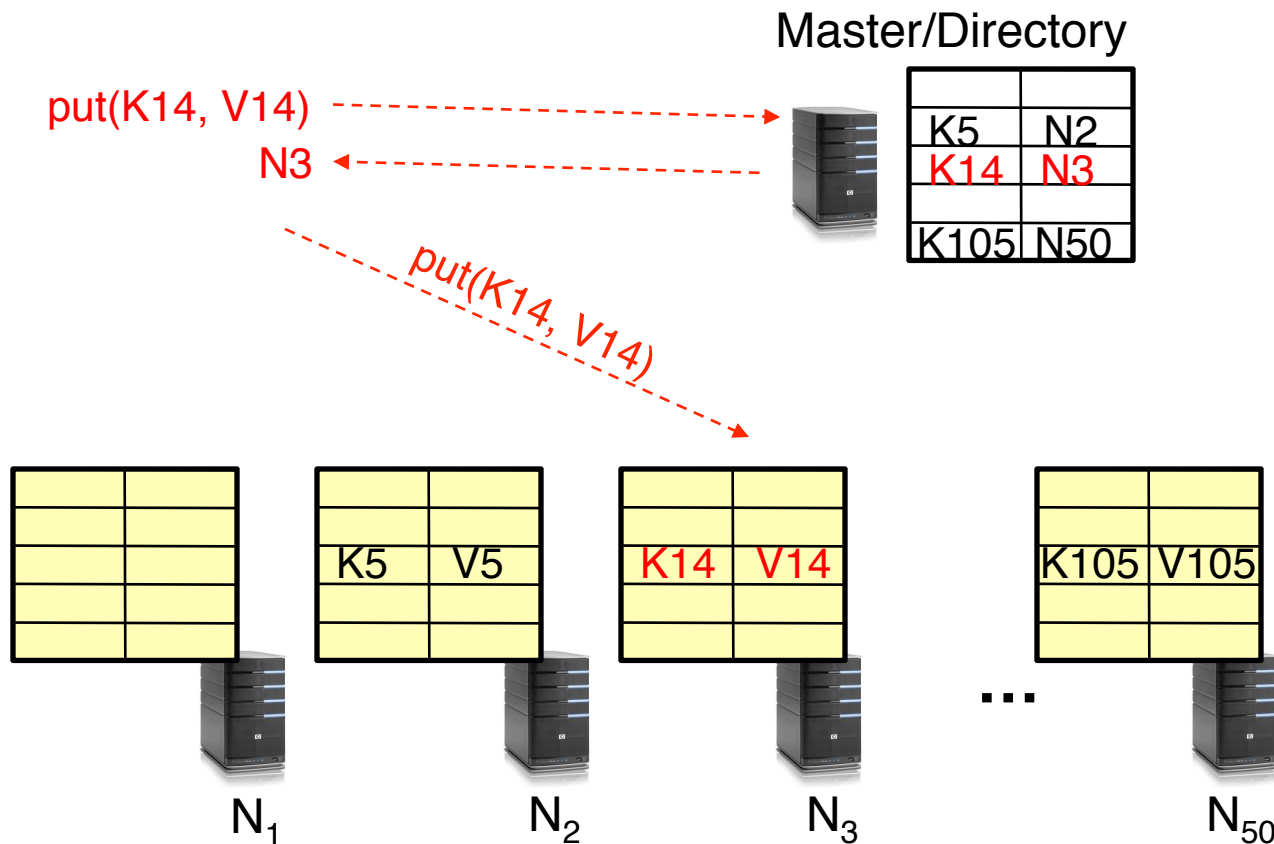 Master/Directory
put(K14, V14)
N3
K5 N2
K14 N3
K105 N50
put(K14, V14)
K5 V5
K14 V14
K105 V105
...
N1 N2 N3 N50